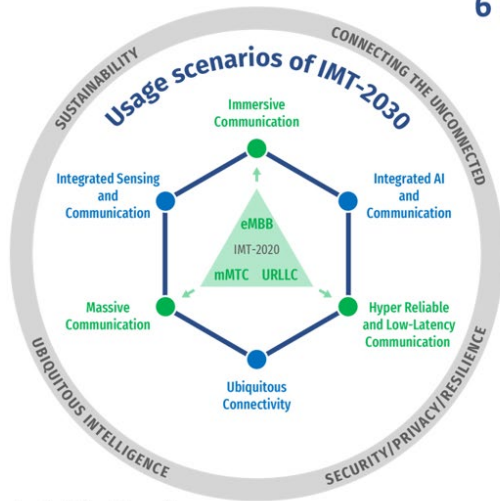 6
SUSTAINABILITY
CONNECTING THE UNCONNECTED
Usage scenarios of IMT-2030
Immersive
Communication
Integrated Sensing
and
Communication
Integrated AI
and
Communication
eMBB
IMT-2020
mMTC URLLC
Massive
Communication
Hyper Reliable
and Low-Latency
Communication
Ubiquitous
Connectivity
UBIQUITOUS INTELLIGENCE
SECURITY/PRIVACY/RESILIENCE